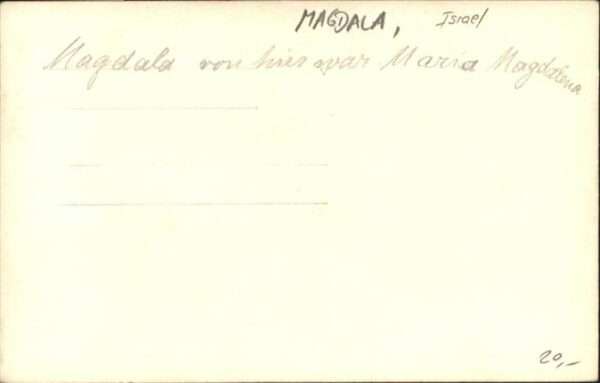 MAGDALA, Israel
Magdala von hier war Maria Magdalena
20,-